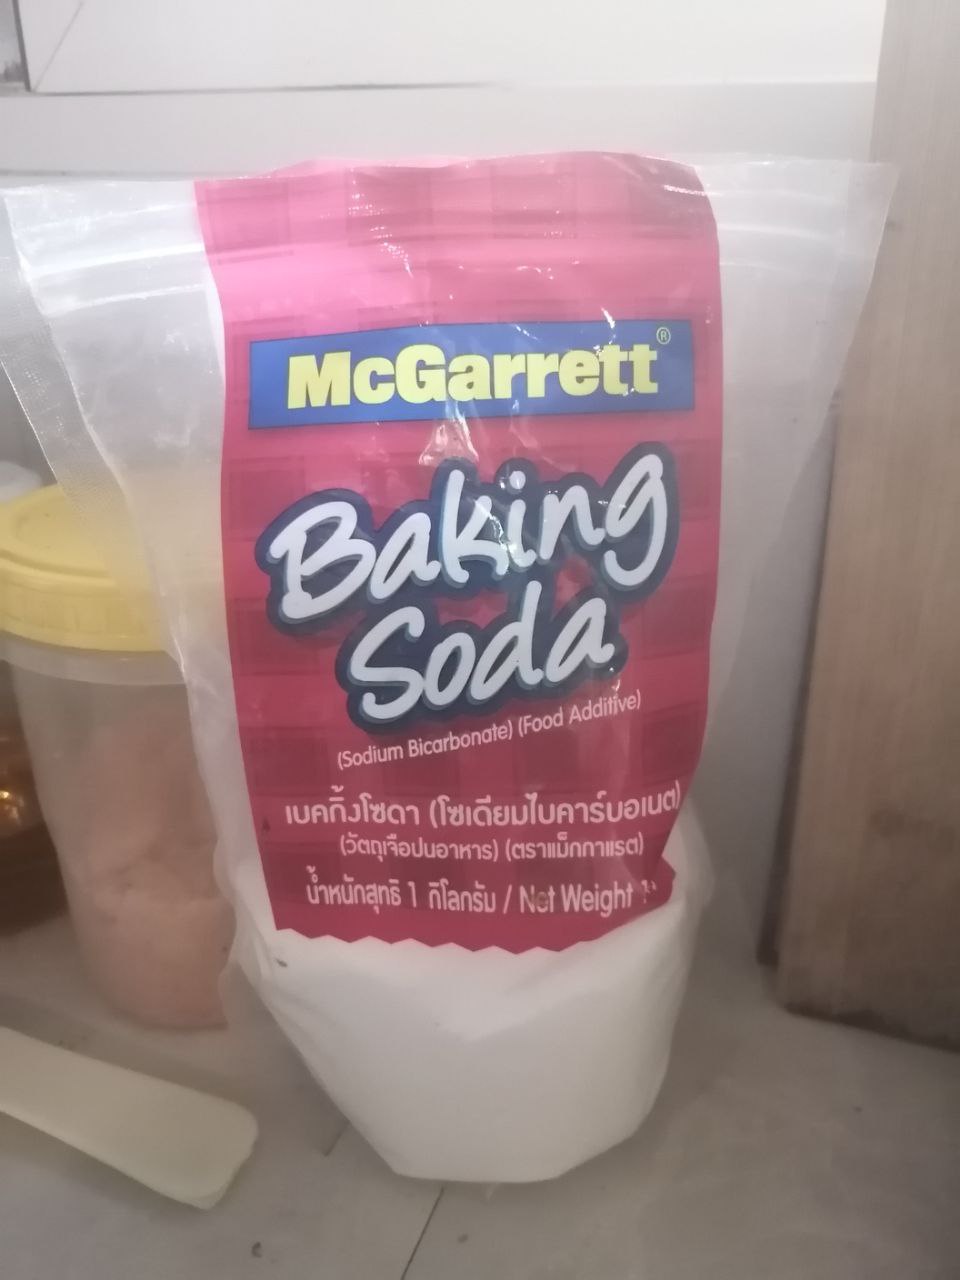 McGarrett®
Baking
Soda
(Sodium Bicarbonate) (Food Additive)
เบคกิ้งโซดา (โซเดียมไบคาร์บอเนต)
(วัตถุเจือปนอาหาร) (ตราแม็กกาแรต)
น้ำหนักสุทธิ 1 กิโลกรัม / Net Weight 1